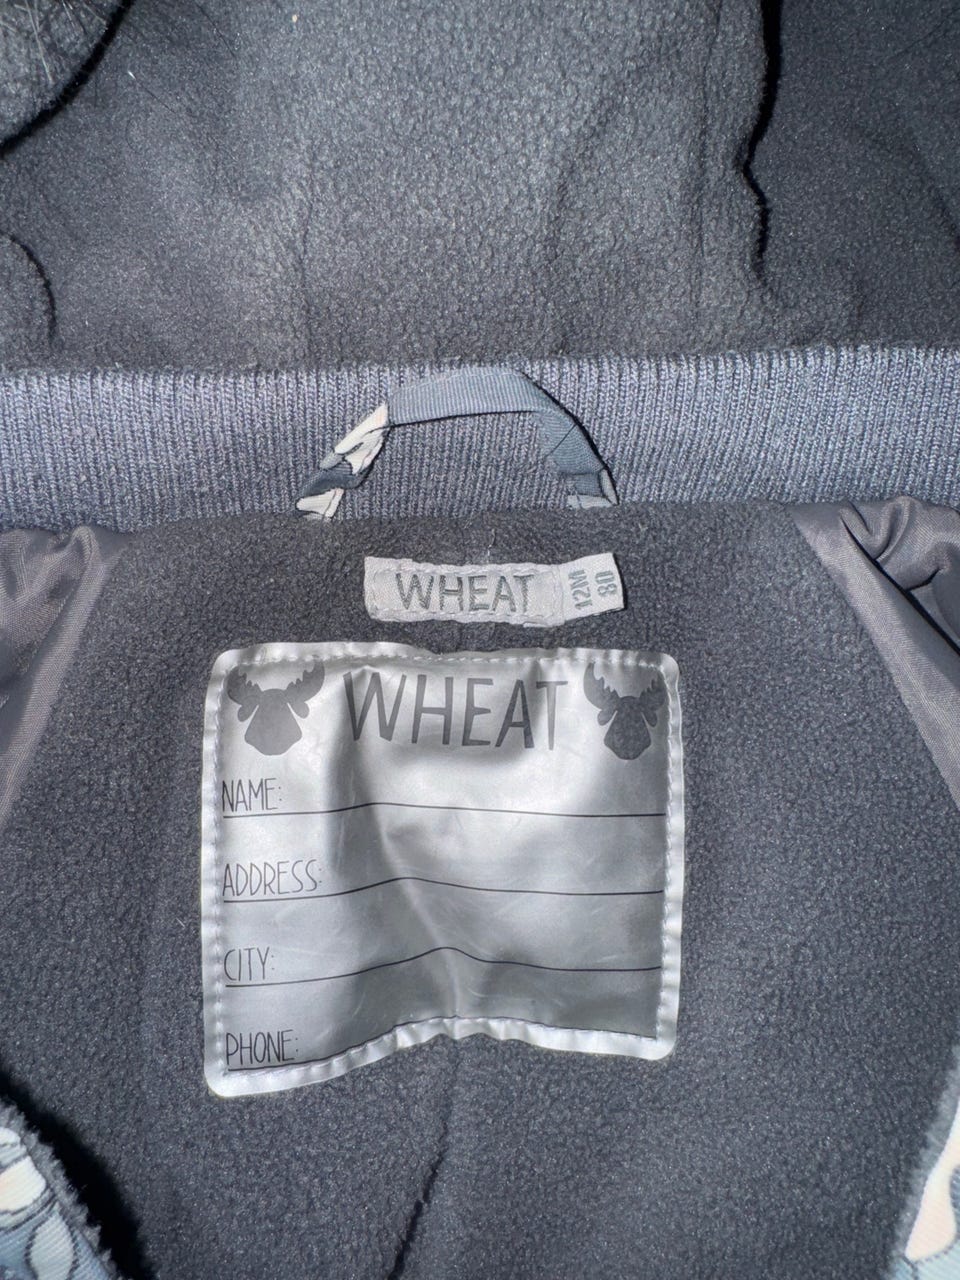 WHEAT
12M
80
WHEAT
NAME:
ADDRESS:
CITY:
PHONE: